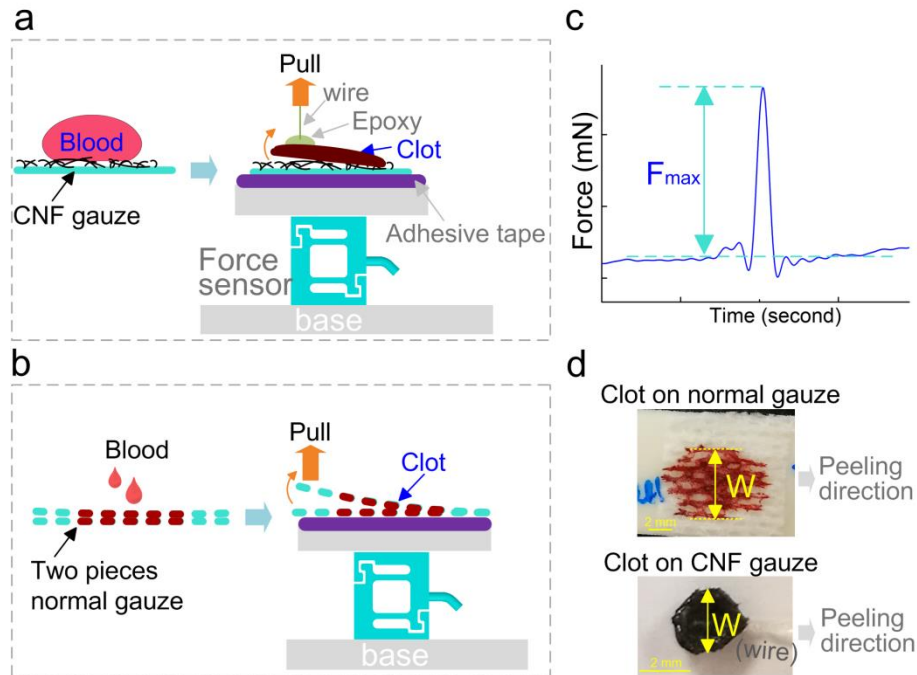 a
Blood
CNF gauze
Pull
wire
Epoxy
Clot
Adhesive tape
Force
sensor
base
b
Blood
Two pieces
normal gauze
Pull
Clot
base
c
Force (mN)
Fmax
Time (second)
d
Clot on normal gauze
W
2 mm
Peeling
direction
Clot on CNF gauze
W
(wire)
2 mm
Peeling
direction